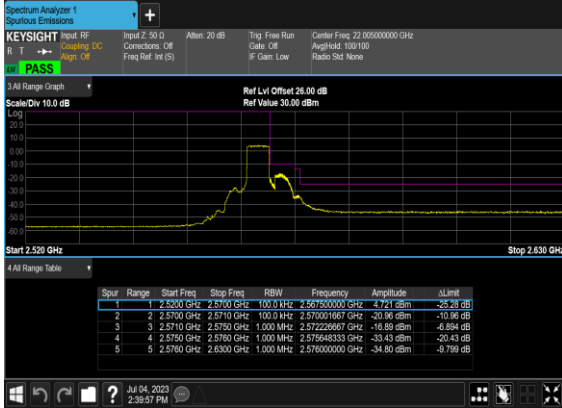 Spectrum Analyzer 1
Spurious Emissions
+
KEYSIGHT Input: RF Input Z: 50 Ω Atten: 20 dB Trig: Free Run Center Freq: 22.005000000 GHz
R T Coupling: DC Corrections: Off Gate: Off Avg|Hold: 100/100
Align: Off Freq Ref: Int (S) IF Gain: Low Radio Std: None
PASS
3 All Range Graph
Ref Lvl Offset 26.00 dB
Scale/Div 10.0 dB Ref Value 30.00 dBm
Log
20.0
10.0
0.00
-10.0
-20.0
-30.0
-40.0
-50.0
-60.0
Start 2.520 GHz Stop 2.630 GHz
4 All Range Table
Spur Range Start Freq Stop Freq RBW Frequency Amplitude ΔLimit
1 1 2.5200 GHz 2.5700 GHz 100.0 kHz 2.567500000 GHz 4.721 dBm -25.28 dB
2 2 2.5700 GHz 2.5710 GHz 100.0 kHz 2.570001667 GHz -20.96 dBm -10.96 dB
3 3 2.5710 GHz 2.5750 GHz 1.000 MHz 2.572226667 GHz -16.89 dBm -6.894 dB
4 4 2.5750 GHz 2.5760 GHz 1.000 MHz 2.575648333 GHz -33.43 dBm -20.43 dB
5 5 2.5760 GHz 2.6300 GHz 1.000 MHz 2.576000000 GHz -34.80 dBm -9.799 dB
?
Jul 04, 2023
2:39:57 PM